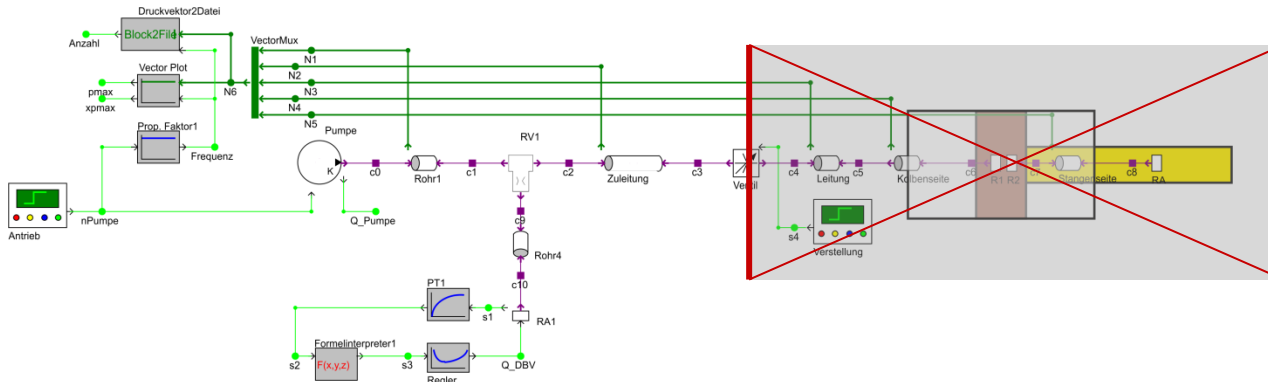 Druckvektor2Datei
Block2File
Anzahl
VectorMux
N1
N2
N3
N4
N5
N6
Vector Plot
pmax
xpmax
Prop. Faktor1
Frequenz
Pumpe
K
RV1
c0
Rohr1
c1
c2
Zuleitung
c3
Ventil
c4
Leitung
c5
Kolbenseite
c6
R1
R2
c7
Stangenseite
c8
RA
Antrieb
nPumpe
Q_Pumpe
c9
Rohr4
s4
Verstellung
c10
PT1
s1
RA1
Formelinterpreter1
s2
F(x,y,z)
s3
Regler
Q_DBV